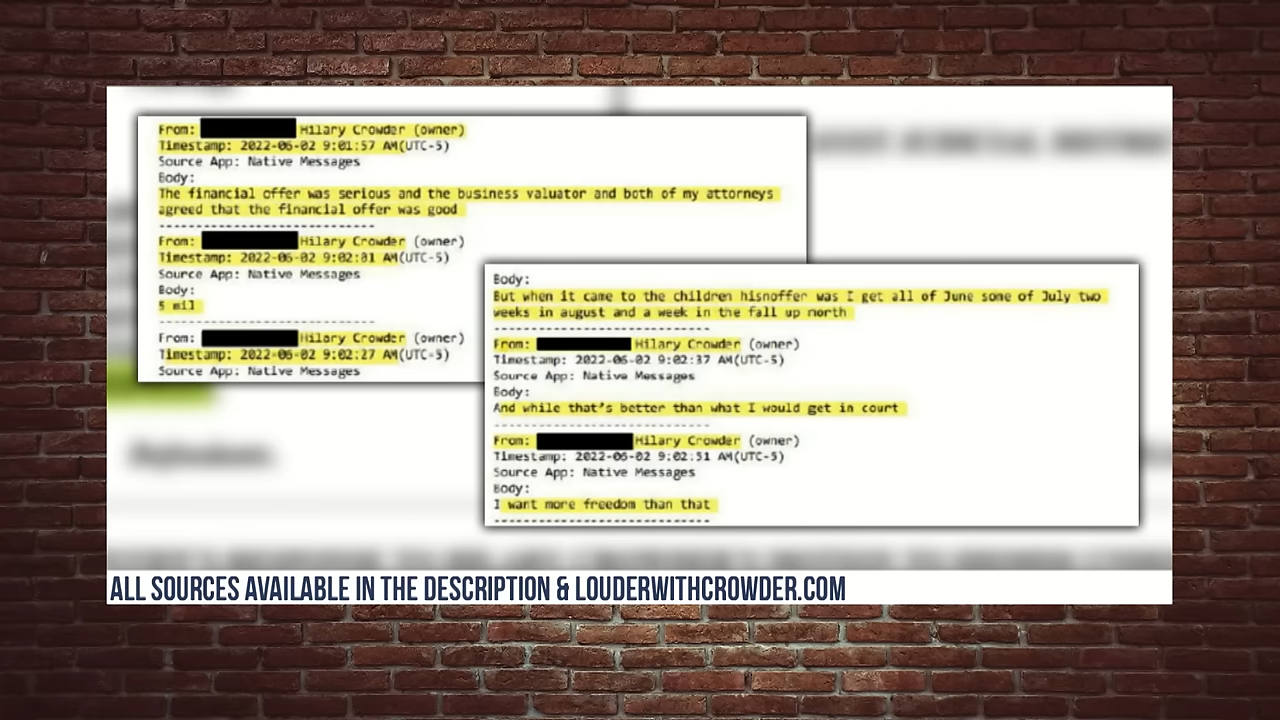 From: Hilary Crowder (owner)
Timestamp: 2022-06-02 9:01:57 AM(UTC-5)
Source App: Native Messages
Body:
The financial offer was serious and the business valuator and both of my attorneys
agreed that the financial offer was good
-----------------------------
From: Hilary Crowder (owner)
Timestamp: 2022-06-02 9:02:01 AM(UTC-5)
Source App: Native Messages
Body:
5 mil
-----------------------------
From: Hilary Crowder (owner)
Timestamp: 2022-06-02 9:02:27 AM(UTC-5)
Source App: Native Messages
Body:
But when it came to the children hisnoffer was I get all of June some of July two
weeks in august and a week in the fall up north
-----------------------------
From: Hilary Crowder (owner)
Timestamp: 2022-06-02 9:02:37 AM(UTC-5)
Source App: Native Messages
Body:
And while that's better than what I would get in court
-----------------------------
From: Hilary Crowder (owner)
Timestamp: 2022-06-02 9:02:51 AM(UTC-5)
Source App: Native Messages
Body:
I want more freedom than that
-----------------------------
ALL SOURCES AVAILABLE IN THE DESCRIPTION & LOUDERWITHCROWDER.COM